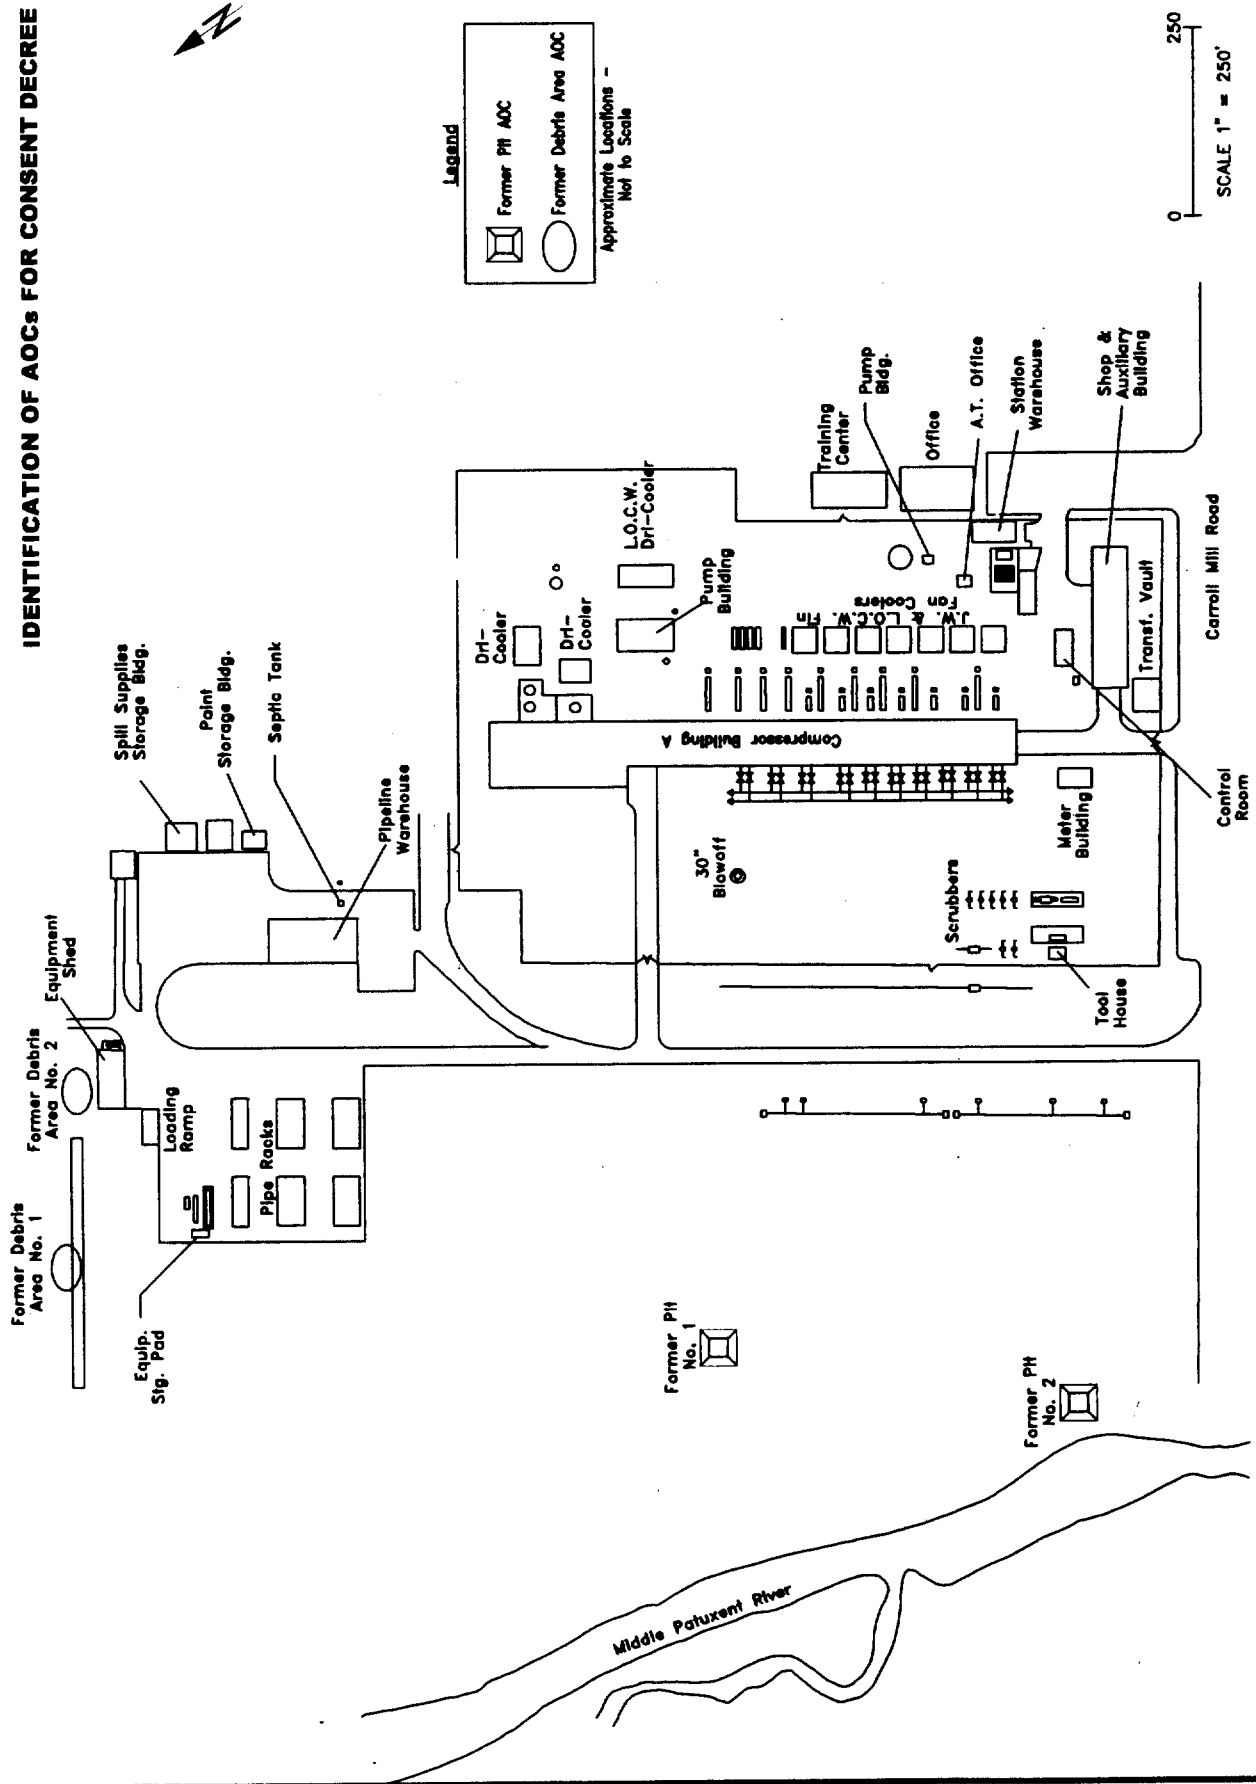 IDENTIFICATION OF AOCs FOR CONSENT DECREE
N
Legend
Former Pit AOC
Former Debris Area AOC
Approximate Locations -
Not to Scale
Former Debris
Area No. 1
Former Debris
Area No. 2
Equipment
Shed
Spill Supplies
Storage Bldg.
Paint
Storage Bldg.
Septic Tank
Pipeline
Warehouse
Equip.
Stg. Pad
Loading
Ramp
Pipe Racks
Dri-
Cooler
Dri-
Cooler
L.O.C.W.
Dri-Cooler
Pump
Building
Compressor Building A
J.W. & L.O.C.W. Fin
Fan Coolers
Training
Center
Pump
Bldg.
Office
A.T. Office
Station
Warehouse
Shop &
Auxiliary
Building
Transf. Vault
Control
Room
Meter
Building
30"
Blowoff
Scrubbers
Tool
House
Carroll Mill Road
Former Pit
No. 1
Former Pit
No. 2
Middle Patuxent River
0
250
SCALE 1" = 250'